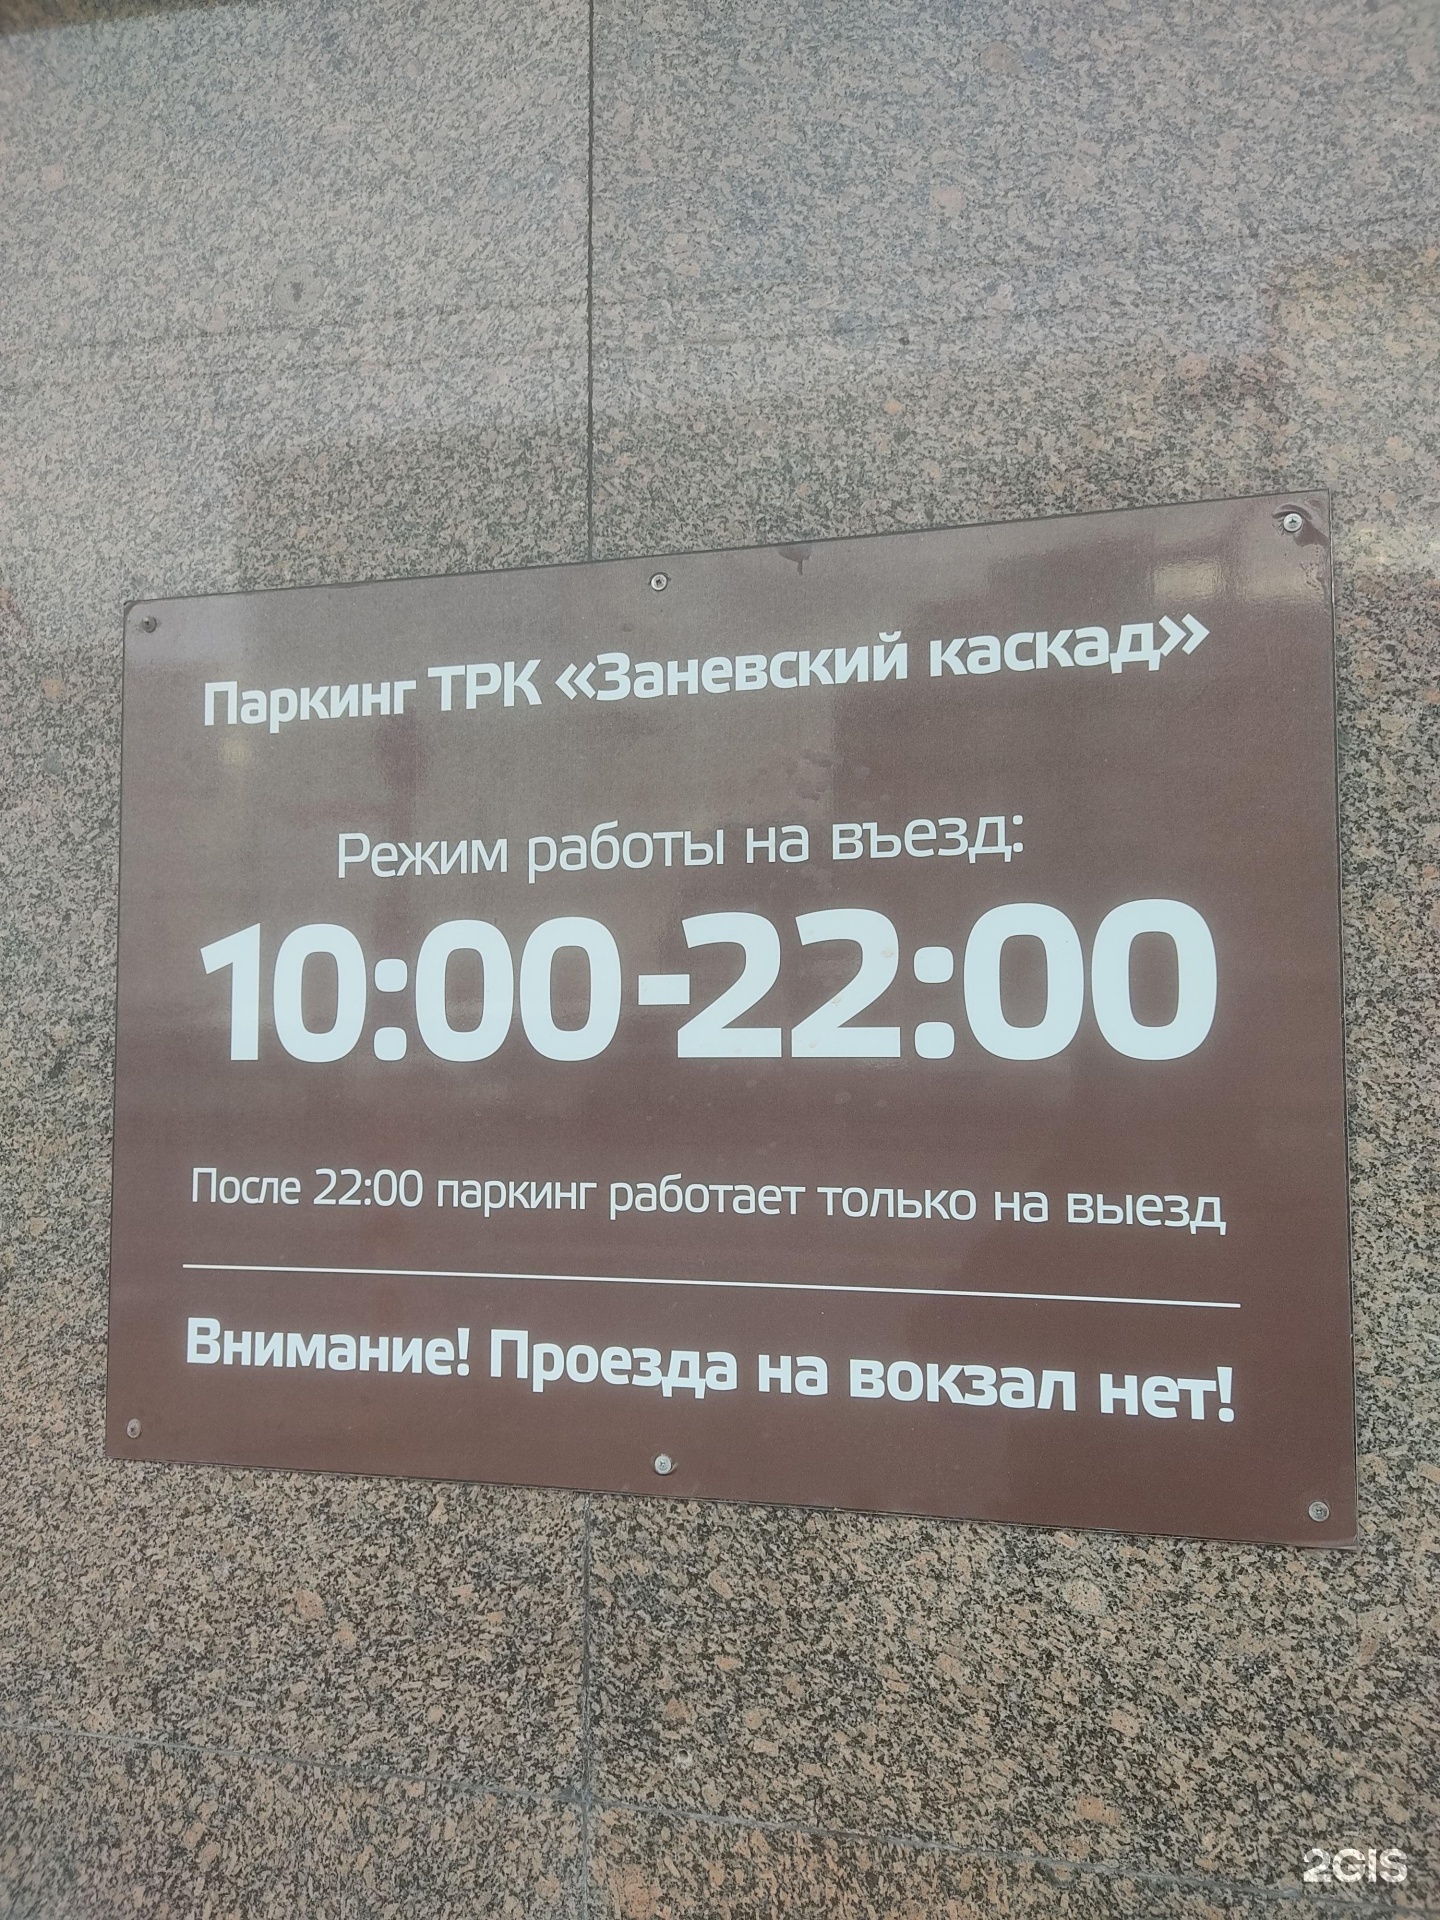 Паркинг ТРК «Заневский каскад»
Режим работы на въезд:
10:00-22:00
После 22:00 паркинг работает только на выезд
Внимание! Проезда на вокзал нет!
2GIS